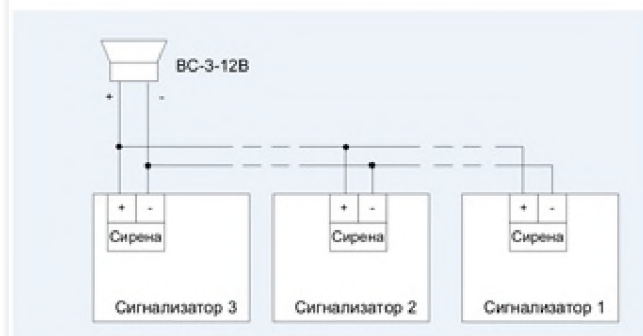 ВС-3-12В
+ -
+ - + - + -
Сирена Сирена Сирена
Сигнализатор 3 Сигнализатор 2 Сигнализатор 1